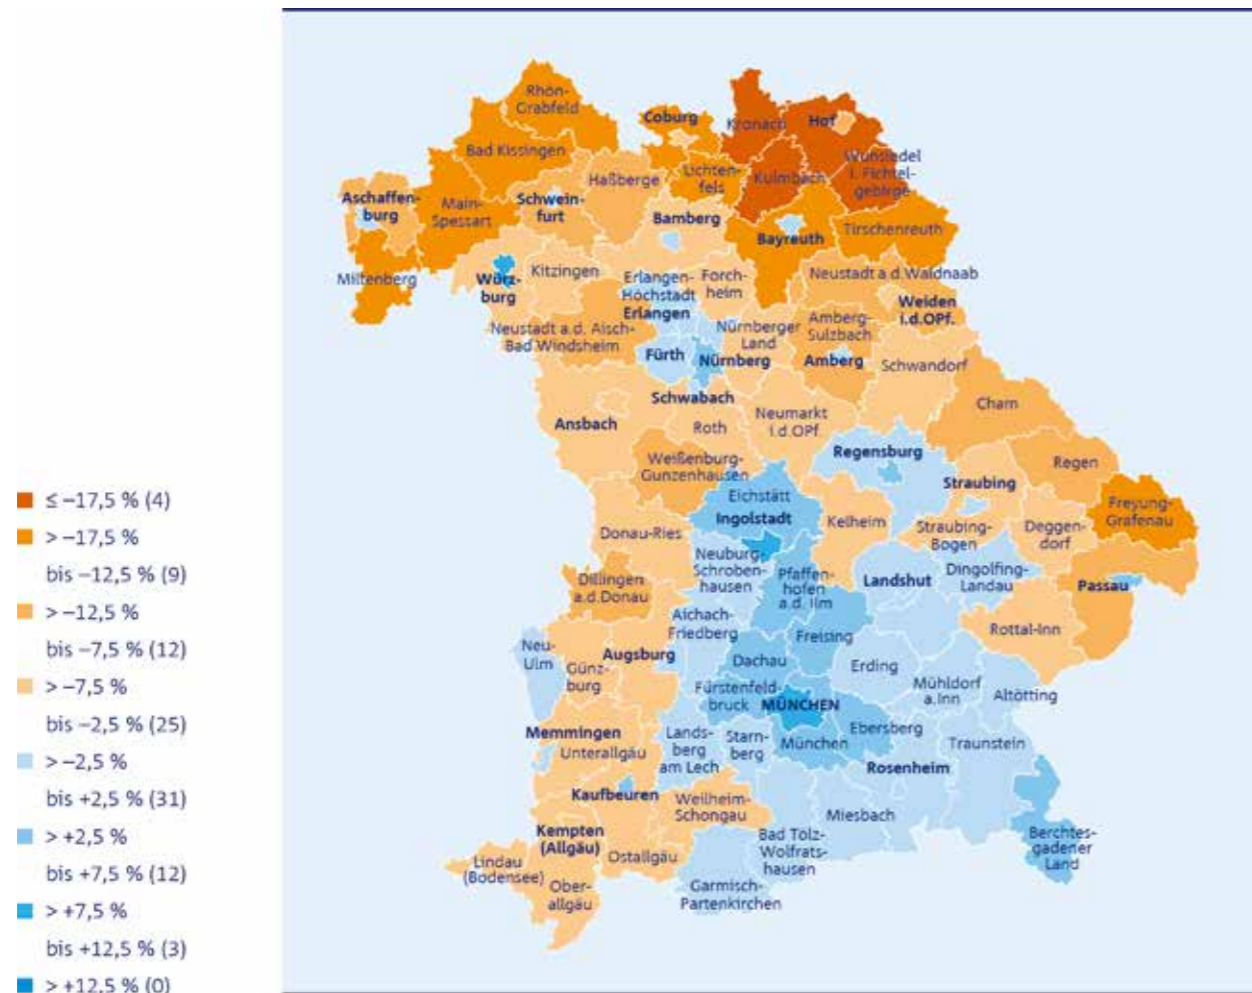 ≤ −17,5 % (4)
> −17,5 %
bis −12,5 % (9)
> −12,5 %
bis −7,5 % (12)
> −7,5 %
bis −2,5 % (25)
> −2,5 %
bis +2,5 % (31)
> +2,5 %
bis +7,5 % (12)
> +7,5 %
bis +12,5 % (3)
> +12,5 % (0)
Rhön-
Grabfeld
Coburg
Kronach
Hof
Bad Kissingen
Wunsiedel
i. Fichtel-
gebirge
Lichten-
fels
Kulmbach
Haßberge
Aschaffen-
burg
Main-
Spessart
Schwein-
furt
Bamberg
Bayreuth
Tirschenreuth
Miltenberg
Würz-
burg
Kitzingen
Erlangen-
Höchstadt
Erlangen
Forch-
heim
Neustadt a.d. Waldnaab
Weiden
i.d.OPf.
Neustadt a.d. Aisch-
Bad Windsheim
Nürnberger
Land
Amberg-
Sulzbach
Fürth
Nürnberg
Amberg
Schwandorf
Schwabach
Ansbach
Roth
Neumarkt
i.d.OPf.
Cham
Regensburg
Weißenburg-
Gunzenhausen
Regen
Eichstätt
Straubing
Ingolstadt
Kelheim
Straubing-
Bogen
Deggen-
dorf
Freyung-
Grafenau
Donau-Ries
Neuburg-
Schroben-
hausen
Pfaffen-
hofen
a.d. Ilm
Landshut
Dingolfing-
Landau
Passau
Dillingen
a.d.Donau
Aichach-
Friedberg
Freising
Rottal-Inn
Neu-
Ulm
Günz-
burg
Augsburg
Dachau
Erding
Mühldorf
a.Inn
Altötting
Fürstenfeld-
bruck
MÜNCHEN
Memmingen
Unterallgäu
Lands-
berg
am Lech
Starn-
berg
München
Ebersberg
Traunstein
Rosenheim
Kaufbeuren
Weilheim-
Schongau
Miesbach
Kempten
(Allgäu)
Ostallgäu
Bad Tölz-
Wolfrats-
hausen
Berchtes-
gadener
Land
Lindau
(Bodensee)
Ober-
allgäu
Garmisch-
Partenkirchen